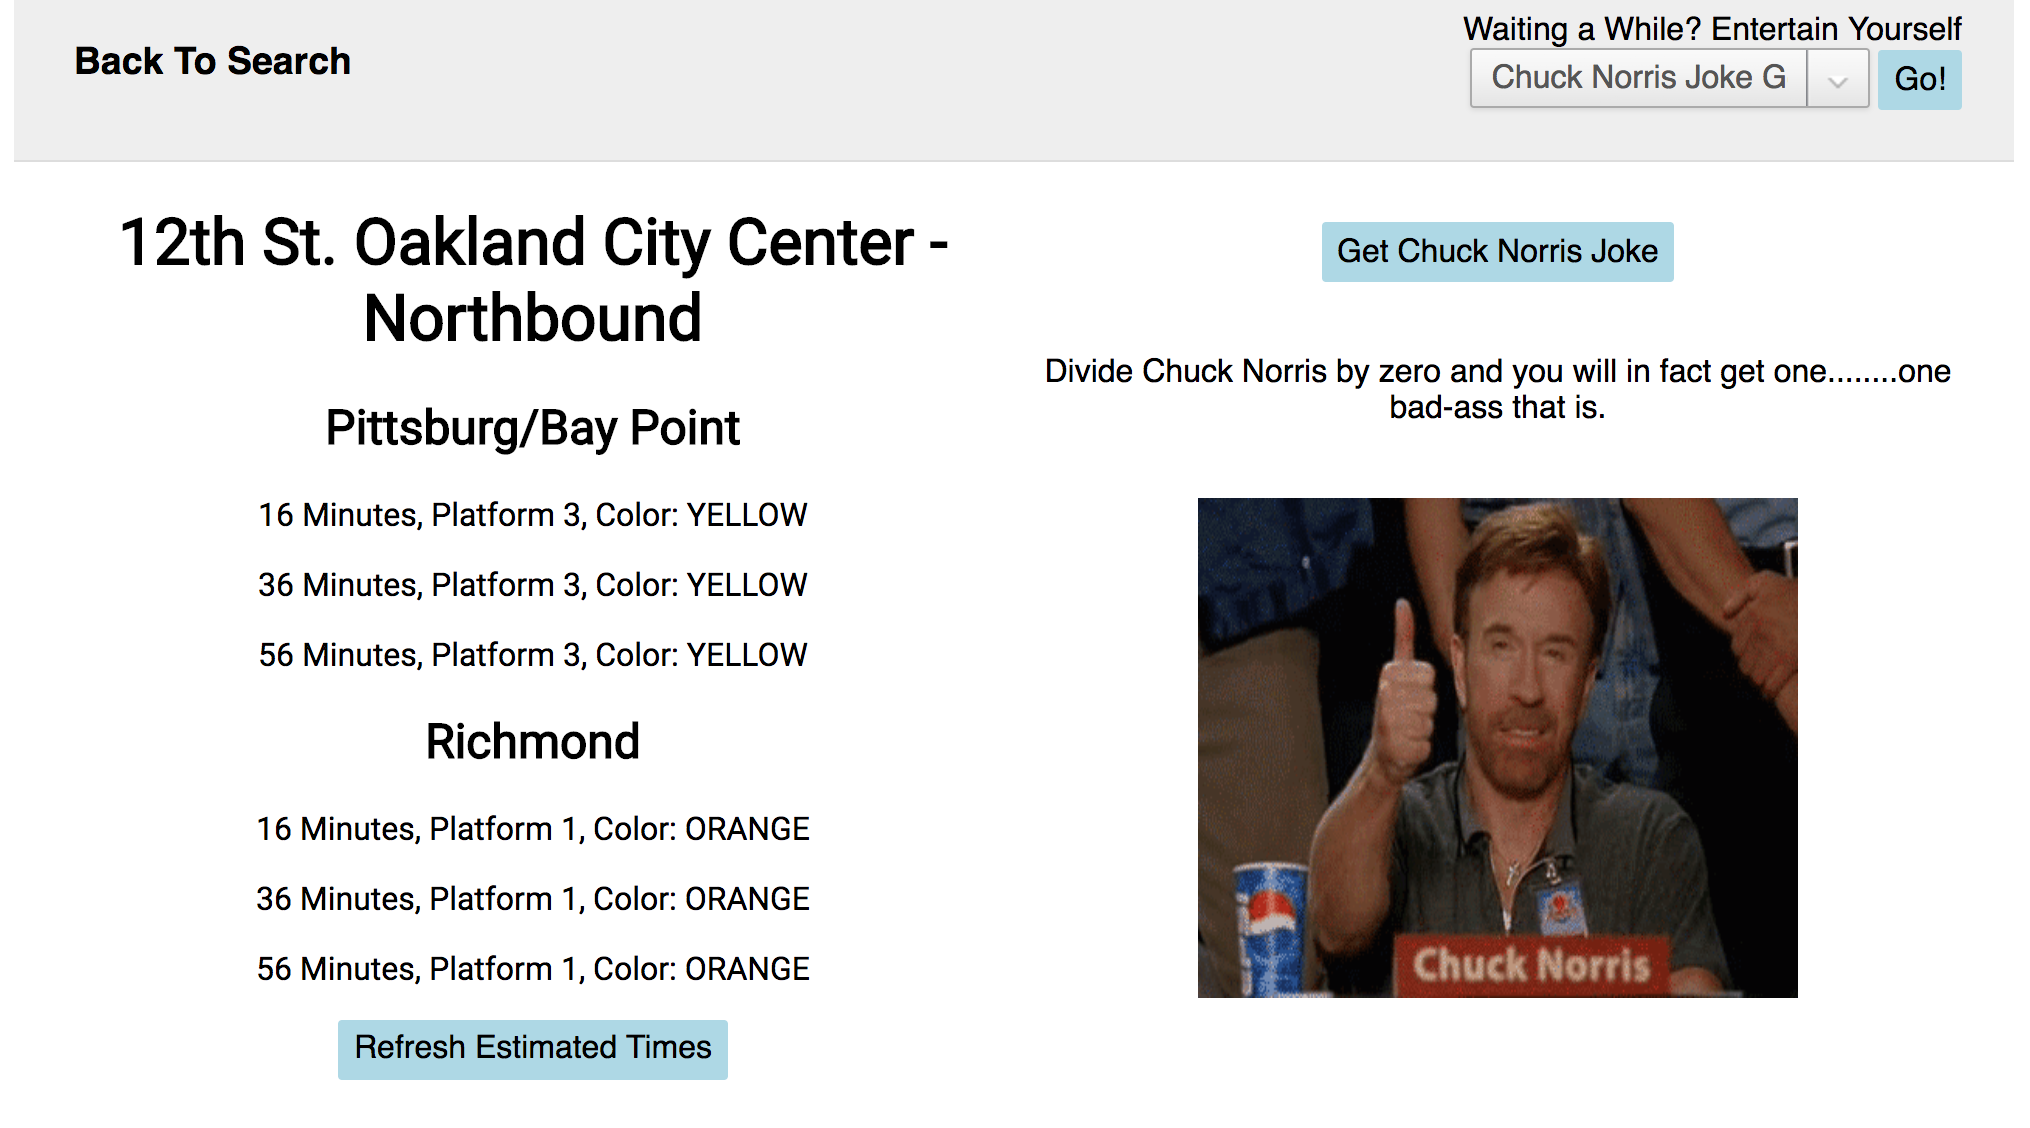 Back To Search
Waiting a While? Entertain Yourself
Chuck Norris Joke G
Go!
12th St. Oakland City Center -
Northbound
Pittsburg/Bay Point
16 Minutes, Platform 3, Color: YELLOW
36 Minutes, Platform 3, Color: YELLOW
56 Minutes, Platform 3, Color: YELLOW
Richmond
16 Minutes, Platform 1, Color: ORANGE
36 Minutes, Platform 1, Color: ORANGE
56 Minutes, Platform 1, Color: ORANGE
Refresh Estimated Times
Get Chuck Norris Joke
Divide Chuck Norris by zero and you will in fact get one........one
bad-ass that is.
Chuck Norris